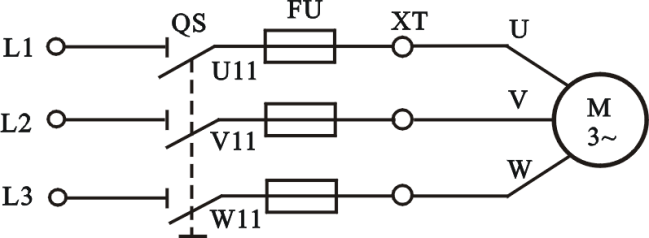 QS FU XT
L1 U11 U
L2 V11 V
M
3~
L3 W11 W